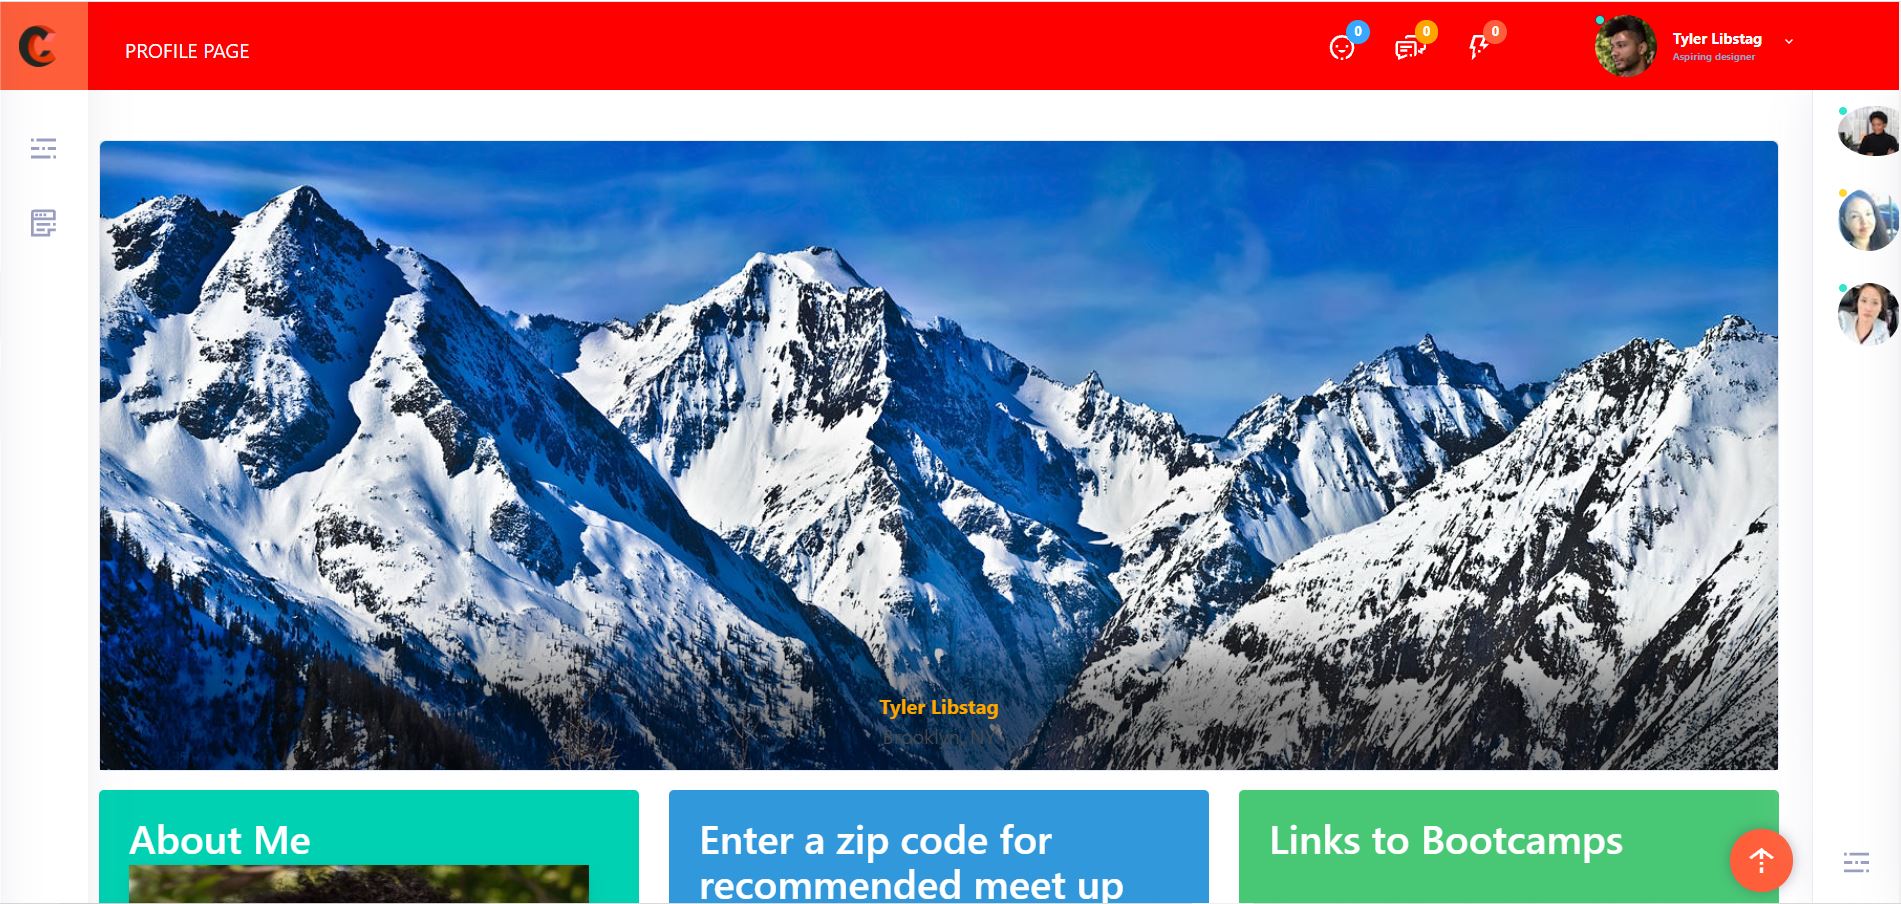 PROFILE PAGE
0
0
0
Tyler Libstag
Aspiring designer
Tyler Libstag
Brooklyn, NY
About Me
Enter a zip code for
recommended meet up
Links to Bootcamps